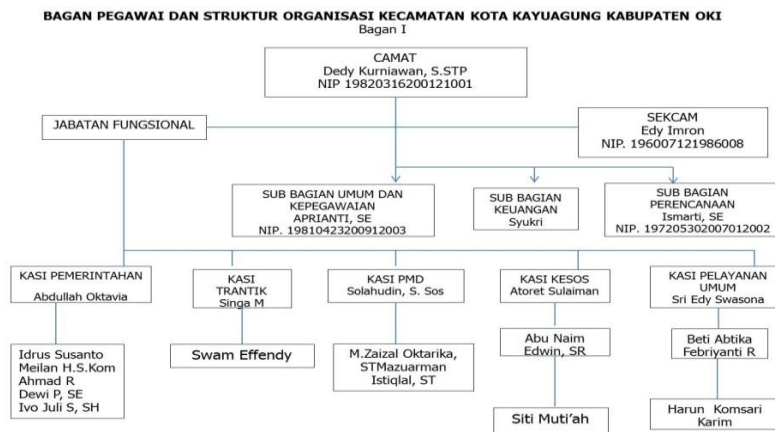 BAGAN PEGAWAI DAN STRUKTUR ORGANISASI KECAMATAN KOTA KAYUAGUNG KABUPATEN OKI
Bagan I
CAMAT
Dedy Kurniawan, S.STP
NIP 19820316200121001
JABATAN FUNGSIONAL
SEKCAM
Edy Imron
NIP. 196007121986008
SUB BAGIAN UMUM DAN
KEPEGAWAIAN
APRIANTI, SE
NIP. 19810423200912003
SUB BAGIAN
KEUANGAN
Syukri
SUB BAGIAN
PERENCANAAN
Ismarti, SE
NIP. 197205302007012002
KASI PEMERINTAHAN
Abdullah Oktavia
KASI
TRANTIK
Singa M
KASI PMD
Solahudin, S. Sos
KASI KESOS
Atoret Sulaiman
KASI PELAYANAN
UMUM
Sri Edy Swasona
Idrus Susanto
Meilan H.S.Kom
Ahmad R
Dewi P, SE
Ivo Juli S, SH
Swam Effendy
M.Zaizal Oktarika,
STMazuarman
Istiqlal, ST
Abu Naim
Edwin, SR
Beti Abtika
Febriyanti R
Siti Muti’ah
Harun Komsari
Karim